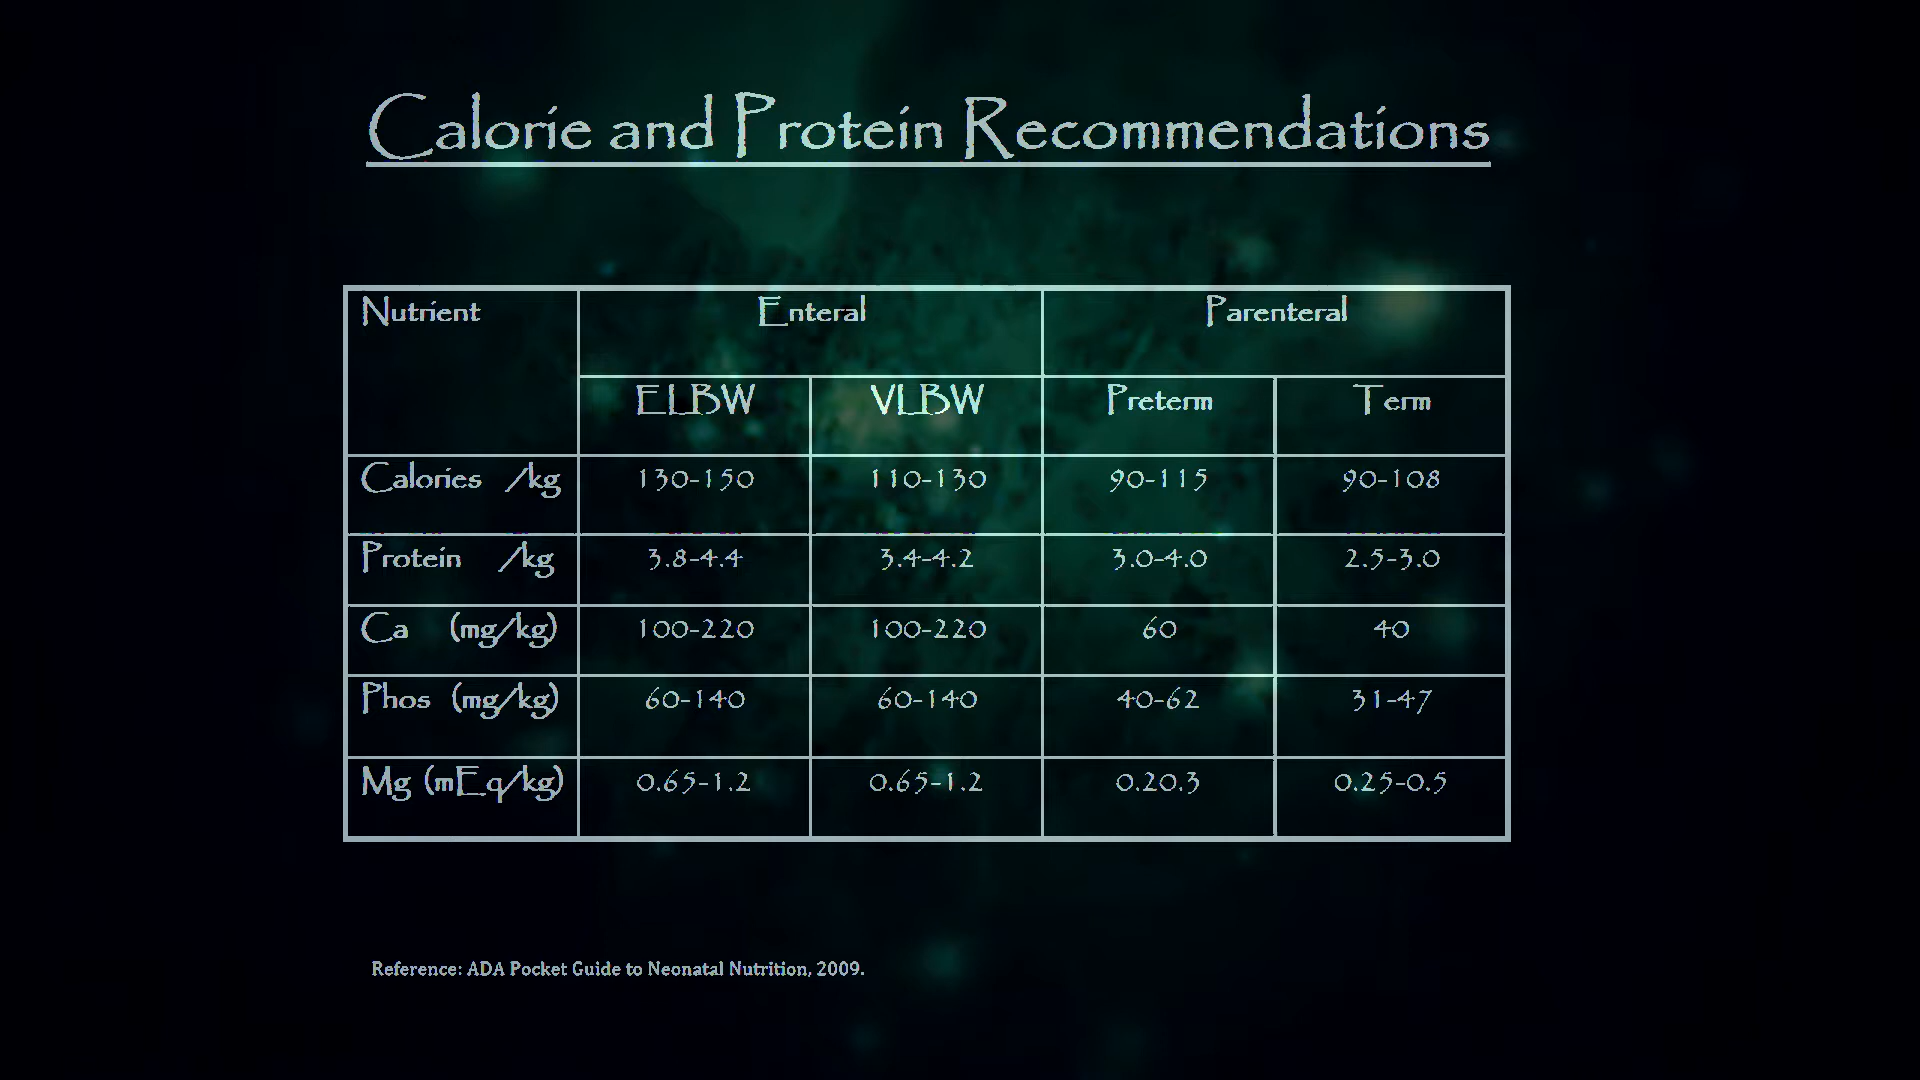 Calorie and Protein Recommendations
Nutrient Enteral Parenteral
ELBW VLBW Preterm Term
Calories /kg 130-150 110-130 90-115 90-108
Protein /kg 3.8-4.4 3.4-4.2 3.0-4.0 2.5-3.0
Ca (mg/kg) 100-220 100-220 60 40
Phos (mg/kg) 60-140 60-140 40-62 31-47
Mg (mEq/kg) 0.65-1.2 0.65-1.2 0.20.3 0.25-0.5
Reference: ADA Pocket Guide to Neonatal Nutrition, 2009.